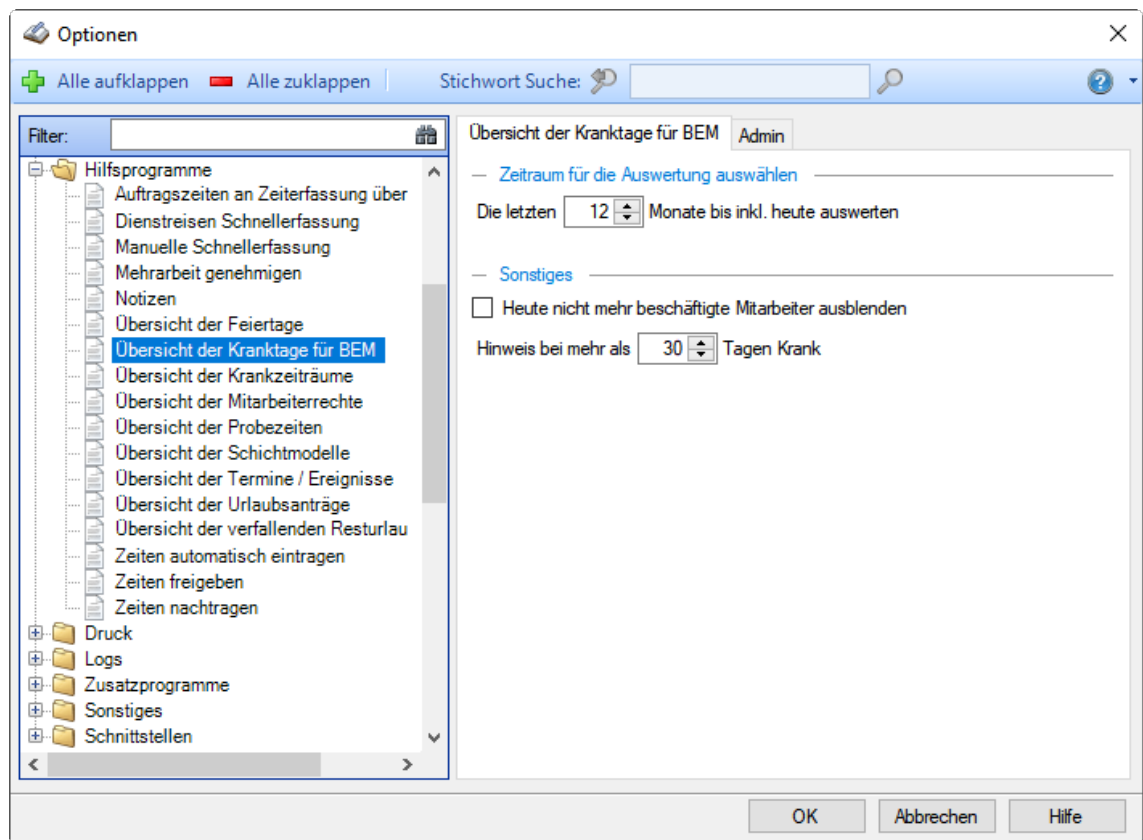 Optionen
Alle aufklappen Alle zuklappen Stichwort Suche:
Filter:
Hilfsprogramme
Auftragszeiten an Zeiterfassung über
Dienstreisen Schnellerfassung
Manuelle Schnellerfassung
Mehrarbeit genehmigen
Notizen
Übersicht der Feiertage
Übersicht der Kranktage für BEM
Übersicht der Krankzeiträume
Übersicht der Mitarbeiterrechte
Übersicht der Probezeiten
Übersicht der Schichtmodelle
Übersicht der Termine / Ereignisse
Übersicht der Urlaubsanträge
Übersicht der verfallenden Resturlau
Zeiten automatisch eintragen
Zeiten freigeben
Zeiten nachtragen
Druck
Logs
Zusatzprogramme
Sonstiges
Schnittstellen
Übersicht der Kranktage für BEM Admin
Zeitraum für die Auswertung auswählen
Die letzten 12 Monate bis inkl. heute auswerten
Sonstiges
Heute nicht mehr beschäftigte Mitarbeiter ausblenden
Hinweis bei mehr als 30 Tagen Krank
OK Abbrechen Hilfe